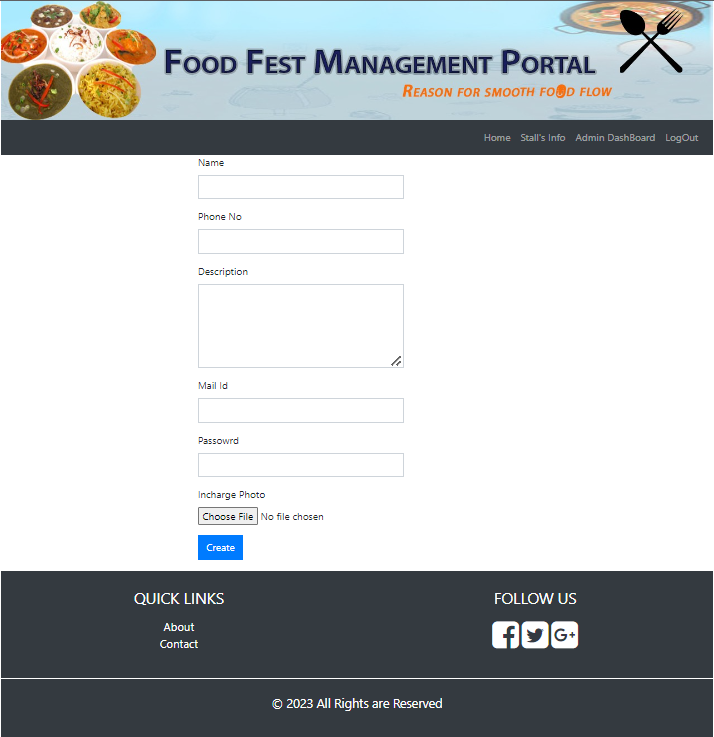 Food Fest Management Portal
Reason for smooth food flow
Home Stall's Info Admin DashBoard LogOut
Name
Phone No
Description
Mail Id
Passowrd
Incharge Photo
Choose File No file chosen
Create
QUICK LINKS
About
Contact
FOLLOW US
G+
© 2023 All Rights are Reserved